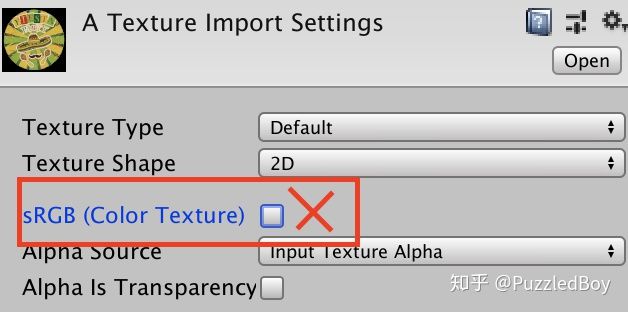 A Texture Import Settings
Open
Texture Type Default
Texture Shape 2D
sRGB (Color Texture)
Alpha Source Input Texture Alpha
Alpha Is Transparency
知乎 @PuzzledBoy